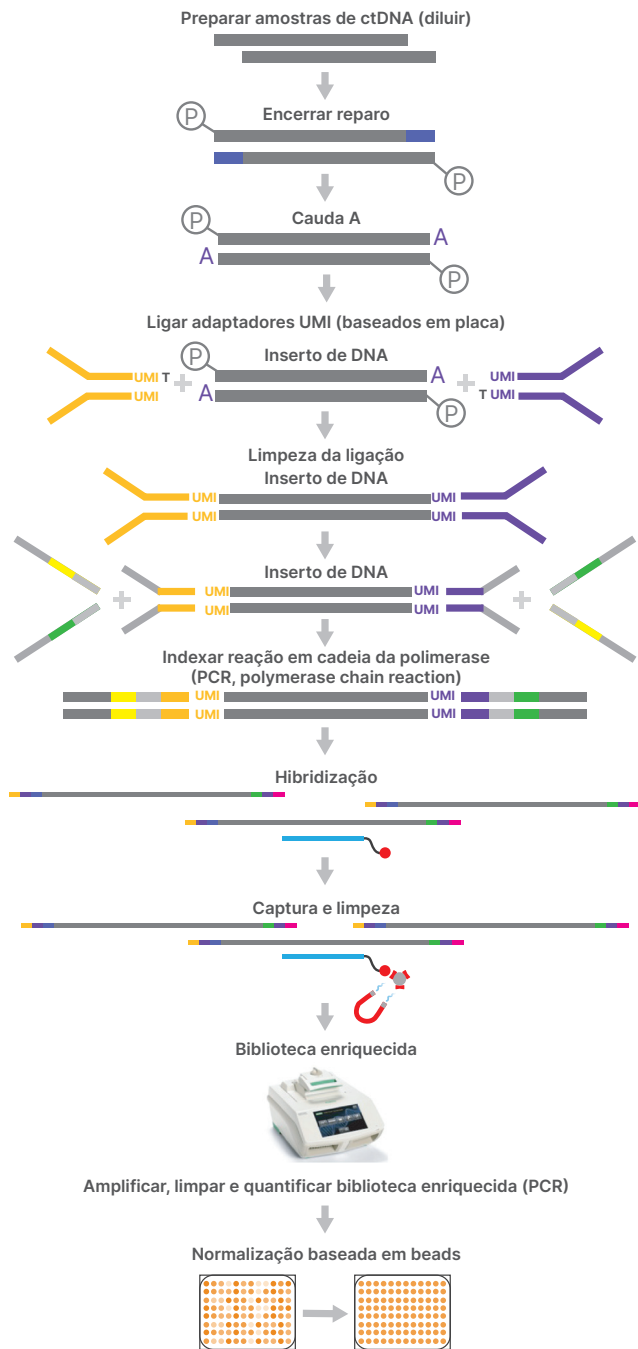 Preparar amostras de ctDNA (diluir)
Encerrar reparo
P
P
Cauda A
P
A
A
P
Ligar adaptadores UMI (baseados em placa)
Inserto de DNA
P
UMI T
A
UMI
UMI
A
T UMI
P
Limpeza da ligação
Inserto de DNA
UMI
UMI
UMI
UMI
Inserto de DNA
UMI
UMI
UMI
UMI
Indexar reação em cadeia da polimerase
(PCR, polymerase chain reaction)
UMI
UMI
UMI
UMI
Hibridização
Captura e limpeza
Biblioteca enriquecida
Amplificar, limpar e quantificar biblioteca enriquecida (PCR)
Normalização baseada em beads